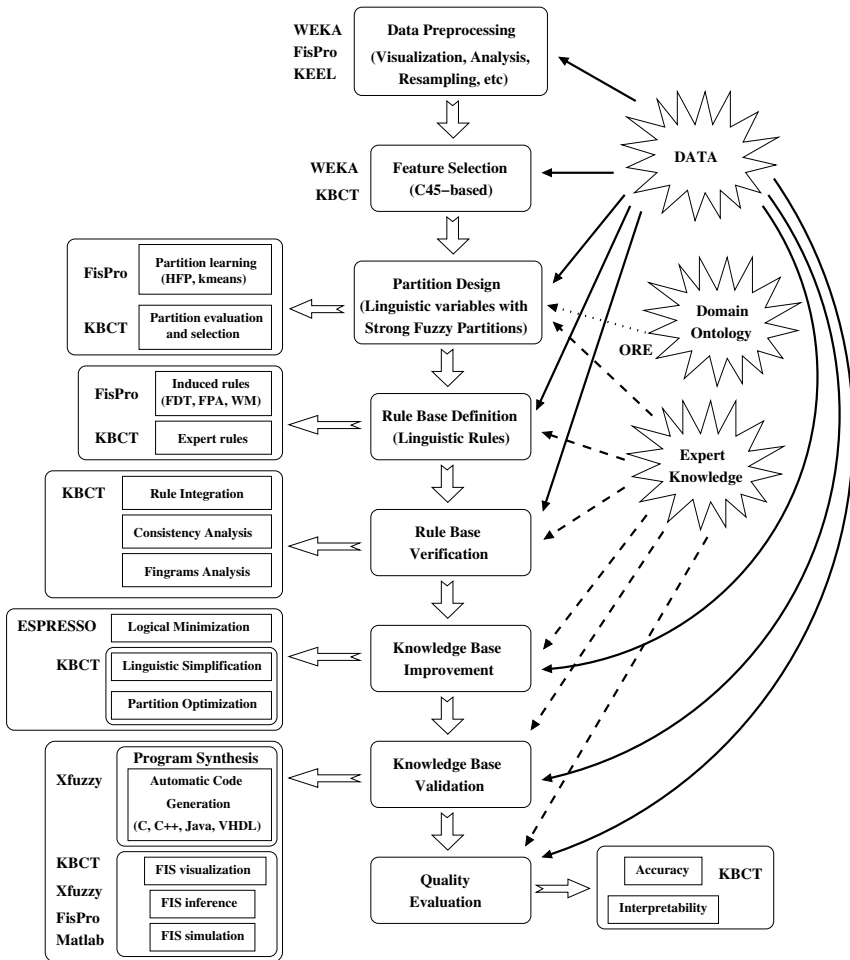 WEKA
FisPro
KEEL
Data Preprocessing
(Visualization, Analysis,
Resampling, etc)
DATA
WEKA
KBCT
Feature Selection
(C45−based)
FisPro
Partition learning
(HFP, kmeans)
KBCT
Partition evaluation
and selection
Partition Design
(Linguistic variables with
Strong Fuzzy Partitions)
Domain
Ontology
ORE
FisPro
Induced rules
(FDT, FPA, WM)
KBCT
Expert rules
Rule Base Definition
(Linguistic Rules)
Expert
Knowledge
KBCT
Rule Integration
Consistency Analysis
Fingrams Analysis
Rule Base
Verification
ESPRESSO
Logical Minimization
KBCT
Linguistic Simplification
Partition Optimization
Knowledge Base
Improvement
Program Synthesis
Xfuzzy
Automatic Code
Generation
(C, C++, Java, VHDL)
Knowledge Base
Validation
KBCT
Xfuzzy
FisPro
Matlab
FIS visualization
FIS inference
FIS simulation
Quality
Evaluation
Accuracy
KBCT
Interpretability